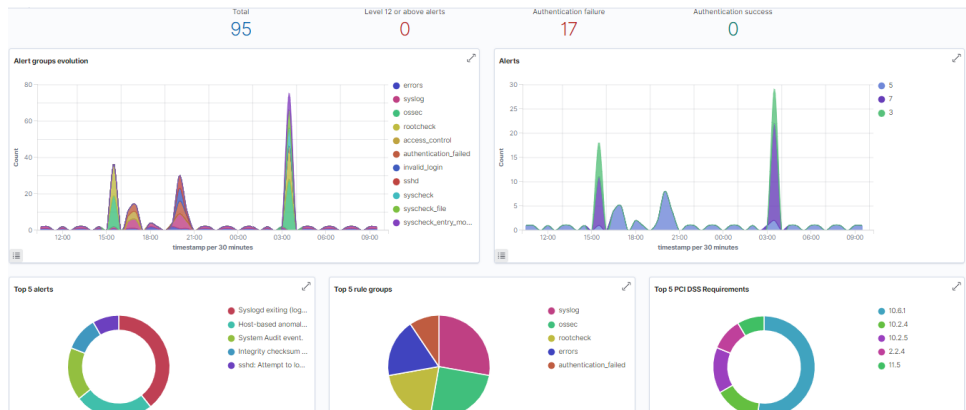 Total
Level 12 or above alerts
Authentication failure
Authentication success
95
0
17
0
Alert groups evolution
80
60
40
20
0
Count
12:00
15:00
18:00
21:00
00:00
03:00
06:00
09:00
timestamp per 30 minutes
errors
syslog
ossec
rootcheck
access_control
authentication_failed
invalid_login
sshd
syscheck
syscheck_file
syscheck_entry_mo...
Alerts
30
25
20
15
10
5
0
Count
12:00
15:00
18:00
21:00
00:00
03:00
06:00
09:00
timestamp per 30 minutes
5
7
3
Top 5 alerts
Syslogd exiting (log...
Host-based anomal...
System Audit event.
Integrity checksum ...
sshd: Attempt to lo...
Top 5 rule groups
syslog
ossec
rootcheck
errors
authentication_failed
Top 5 PCI DSS Requirements
10.6.1
10.2.4
10.2.5
2.2.4
11.5